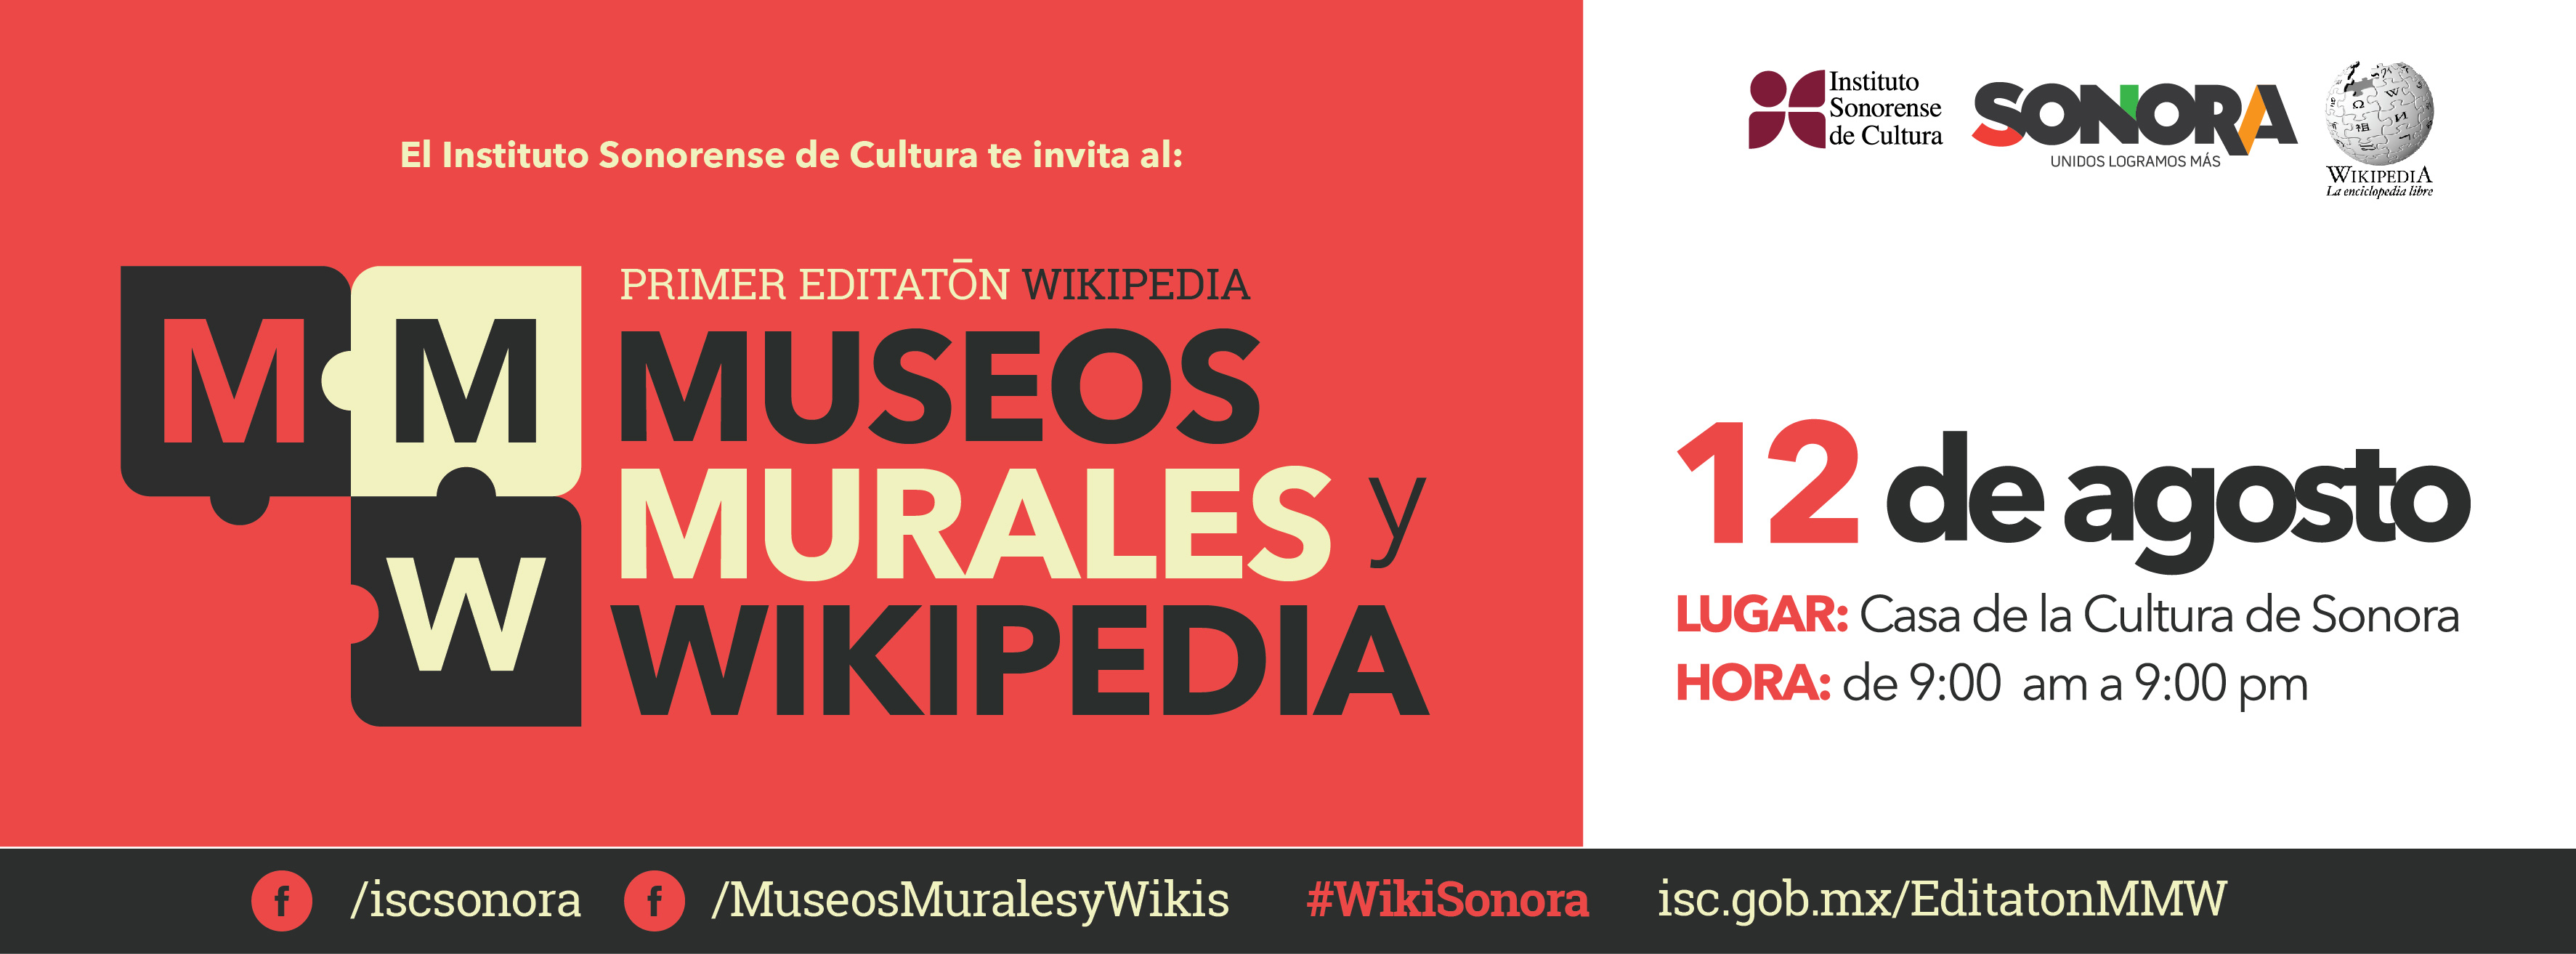 El Instituto Sonorense de Cultura te invita al:
M M
W
PRIMER EDITATŌN WIKIPEDIA
MUSEOS
MURALES y
WIKIPEDIA
Instituto
Sonorense
de Cultura
SONORA
UNIDOS LOGRAMOS MÁS
WIKIPEDIA
La enciclopedia libre
12 de agosto
LUGAR: Casa de la Cultura de Sonora
HORA: de 9:00 am a 9:00 pm
f /iscsonora f /MuseosMuralesyWikis #WikiSonora isc.gob.mx/EditatonMMW